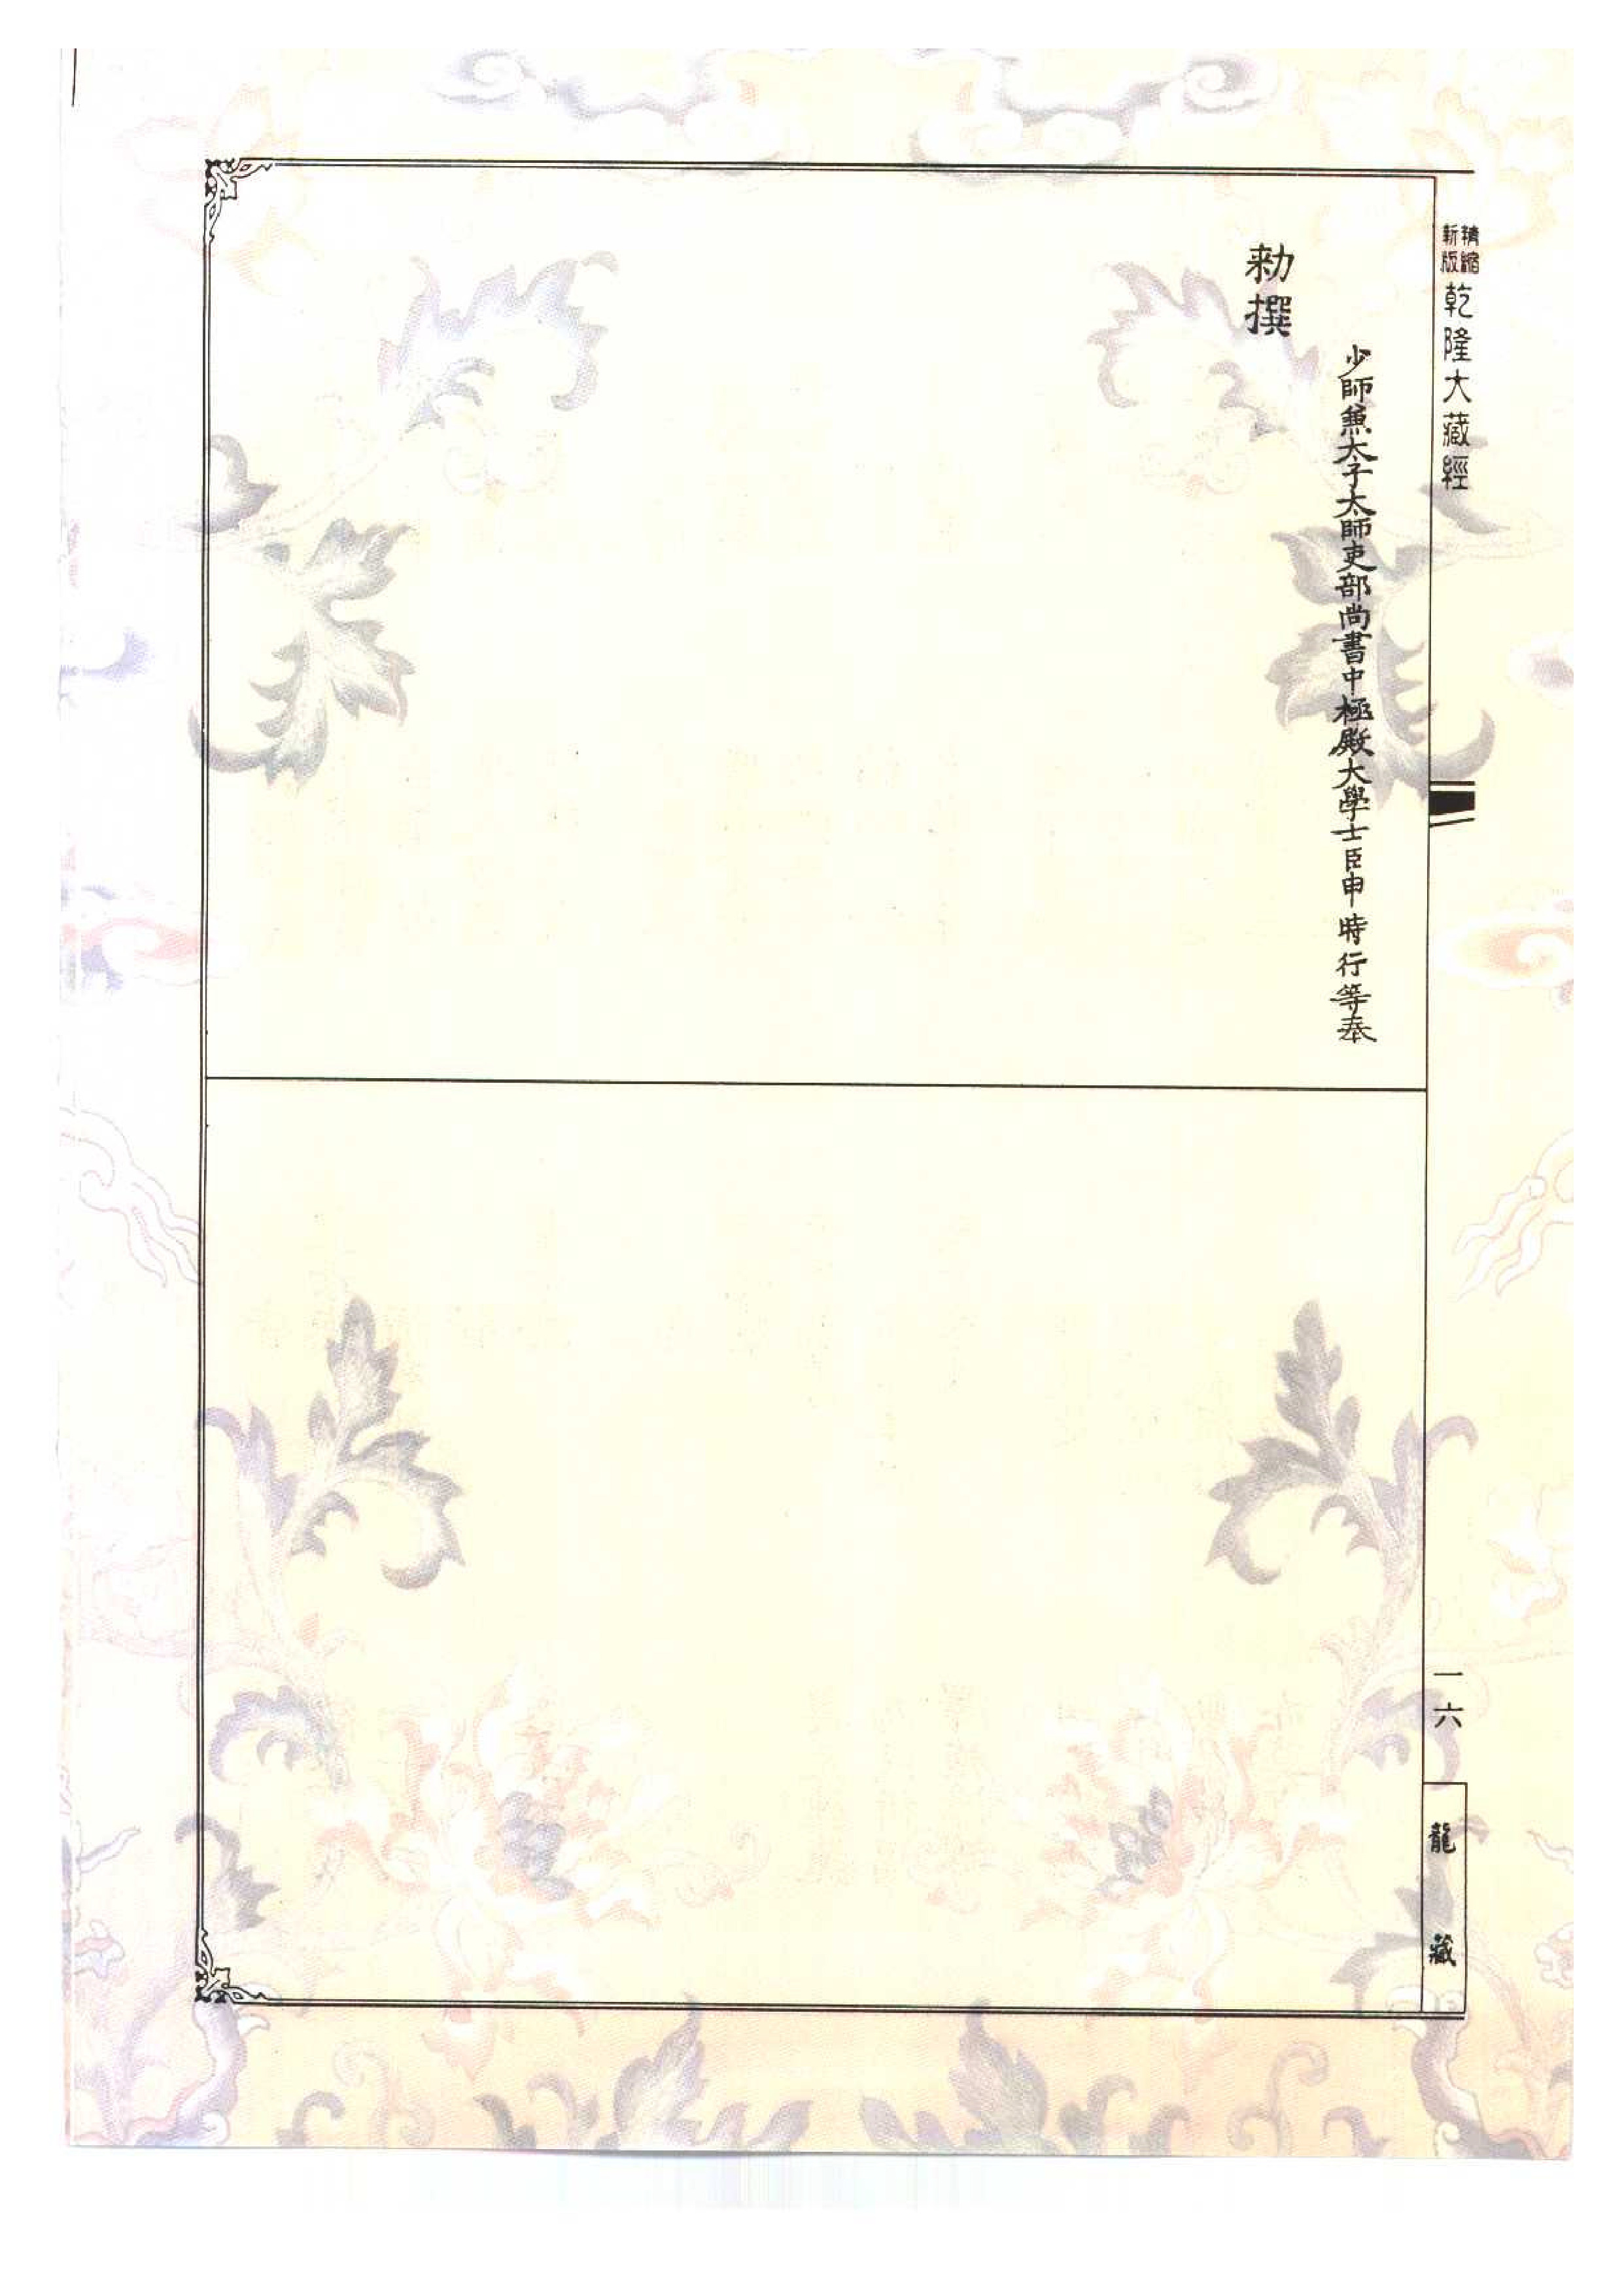 精縮新版乾隆大藏經
少師兼太子太師吏部尚書中極殿大學士臣申時行等奉
勅撰
一六
龍藏